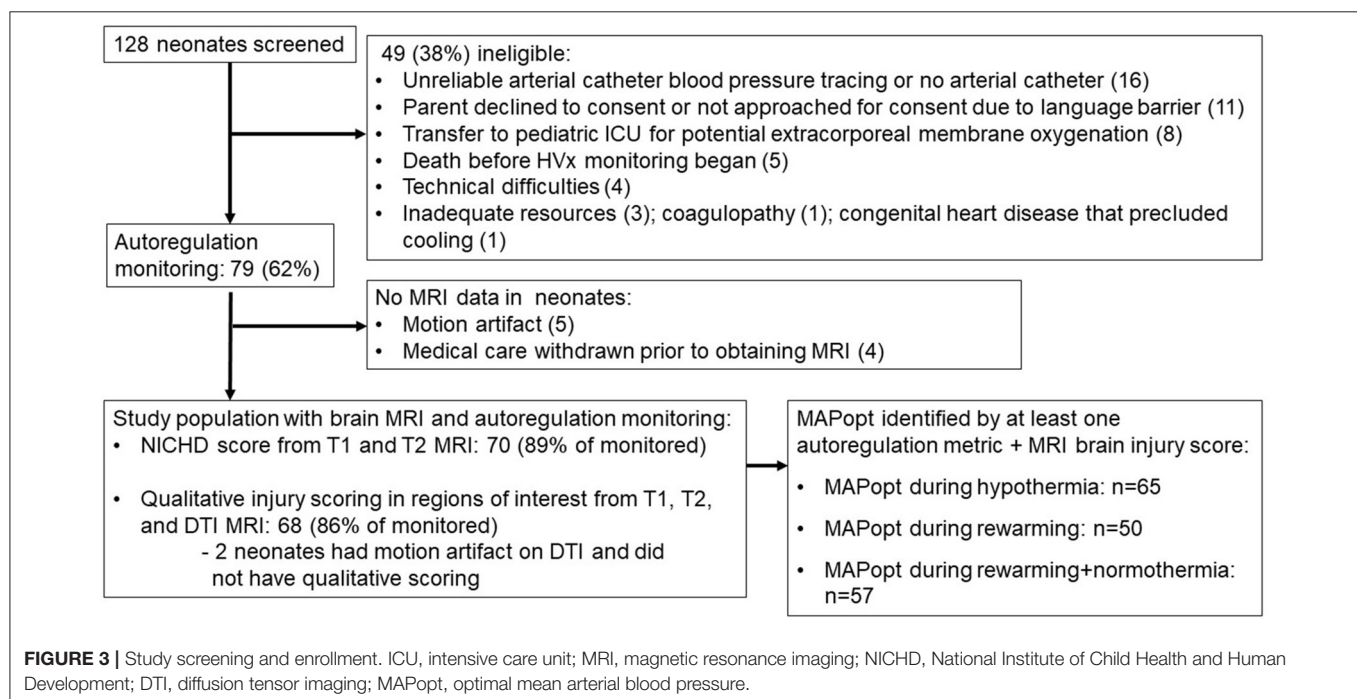 128 neonates screened
49 (38%) ineligible:
• Unreliable arterial catheter blood pressure tracing or no arterial catheter (16)
• Parent declined to consent or not approached for consent due to language barrier (11)
• Transfer to pediatric ICU for potential extracorporeal membrane oxygenation (8)
• Death before HVx monitoring began (5)
• Technical difficulties (4)
• Inadequate resources (3); coagulopathy (1); congenital heart disease that precluded
cooling (1)
Autoregulation
monitoring: 79 (62%)
No MRI data in neonates:
• Motion artifact (5)
• Medical care withdrawn prior to obtaining MRI (4)
Study population with brain MRI and autoregulation monitoring:
• NICHD score from T1 and T2 MRI: 70 (89% of monitored)
• Qualitative injury scoring in regions of interest from T1, T2,
and DTI MRI: 68 (86% of monitored)
- 2 neonates had motion artifact on DTI and did
not have qualitative scoring
MAPopt identified by at least one
autoregulation metric + MRI brain injury score:
• MAPopt during hypothermia: n=65
• MAPopt during rewarming: n=50
• MAPopt during rewarming+normothermia:
n=57
FIGURE 3 | Study screening and enrollment. ICU, intensive care unit; MRI, magnetic resonance imaging; NICHD, National Institute of Child Health and Human
Development; DTI, diffusion tensor imaging; MAPopt, optimal mean arterial blood pressure.